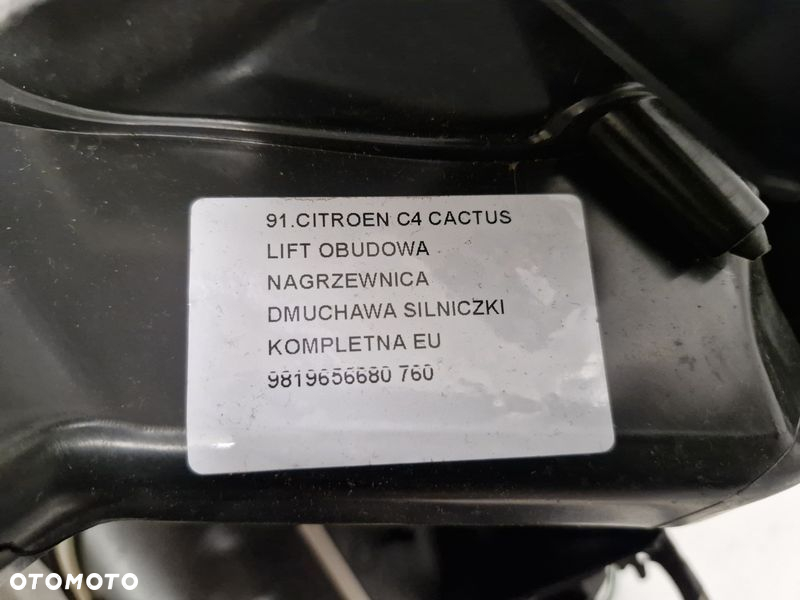 91.CITROEN C4 CACTUS
LIFT OBUDOWA
NAGRZEWNICA
DMUCHAWA SILNICZKI
KOMPLETNA EU
9819656680 760
OTOMOTO